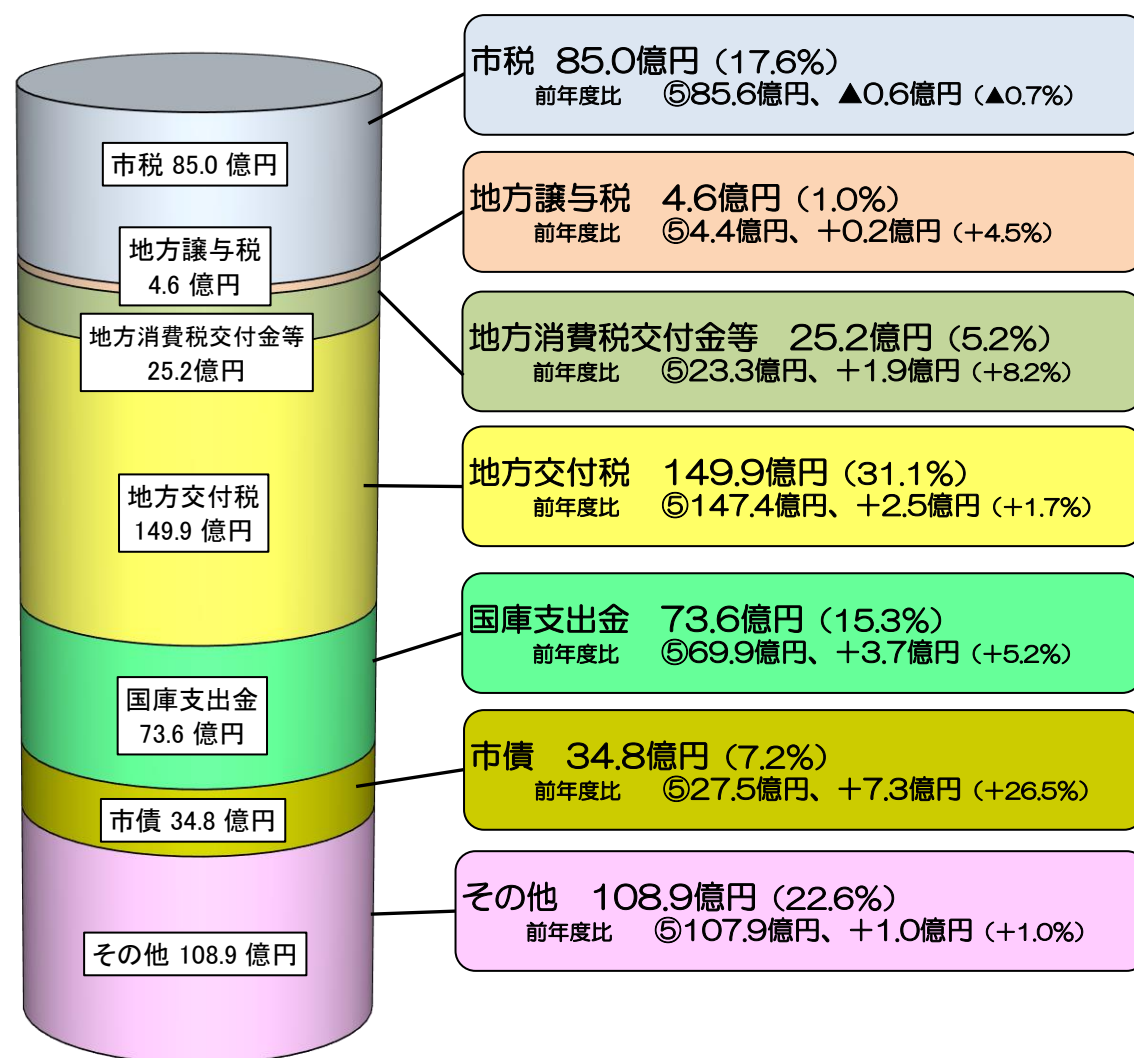 市税 85.0億円（17.6%）
前年度比 ⑤85.6億円、▲0.6億円（▲0.7%）
市税 85.0 億円
地方譲与税 4.6億円（1.0%）
前年度比 ⑤4.4億円、＋0.2億円（+4.5%）
地方譲与税
4.6 億円
地方消費税交付金等 25.2億円（5.2%）
前年度比 ⑤23.3億円、＋1.9億円（+8.2%）
地方消費税交付金等
25.2億円
地方交付税 149.9億円（31.1%）
前年度比 ⑤147.4億円、＋2.5億円（+1.7%）
地方交付税
149.9 億円
国庫支出金 73.6億円（15.3%）
前年度比 ⑤69.9億円、＋3.7億円（+5.2%）
国庫支出金
73.6 億円
市債 34.8億円（7.2%）
前年度比 ⑤27.5億円、＋7.3億円（+26.5%）
市債 34.8 億円
その他 108.9億円（22.6%）
前年度比 ⑤107.9億円、＋1.0億円（+1.0%）
その他 108.9 億円